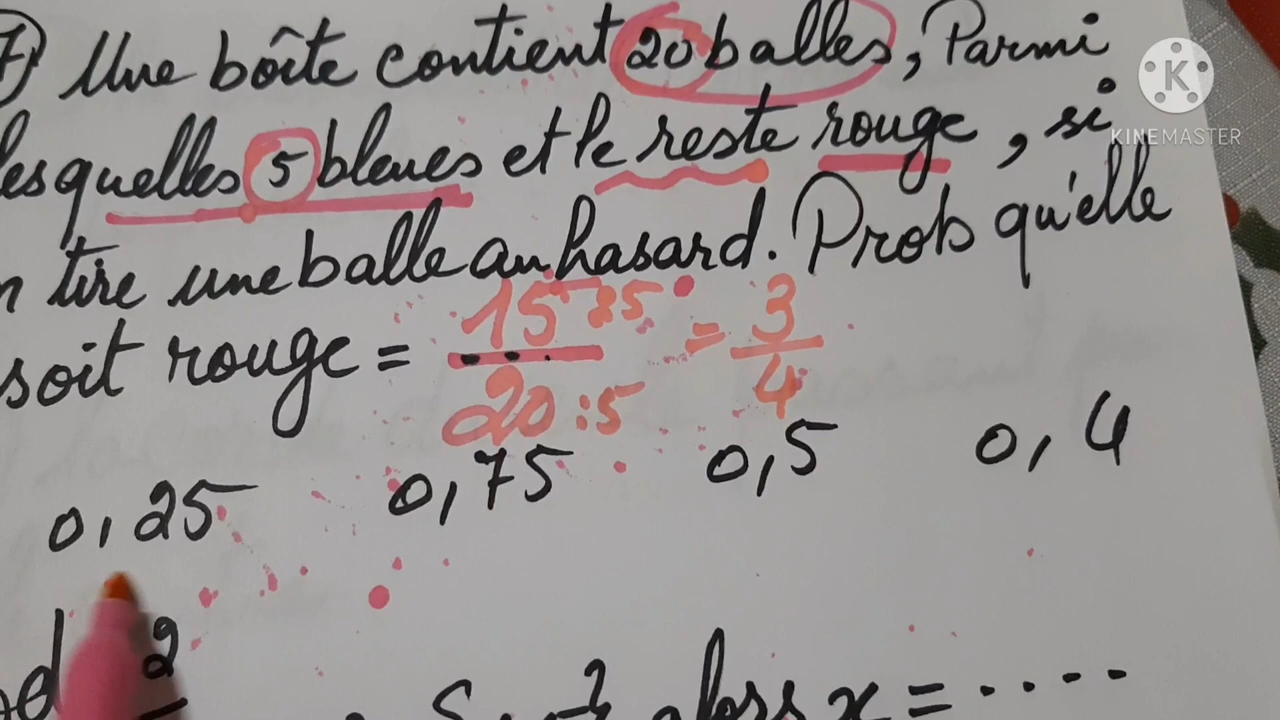 7) Une boîte contient 20 balles, Parmi
lesquelles 5 bleues et le reste rouge, si
n tire une balle au hasard. Prob qu'elle
soit rouge = 15 :5 / 20 :5 = 3/4
0,25 0,75 0,5 0,4
2
alors x = ....
K
KINEMASTER